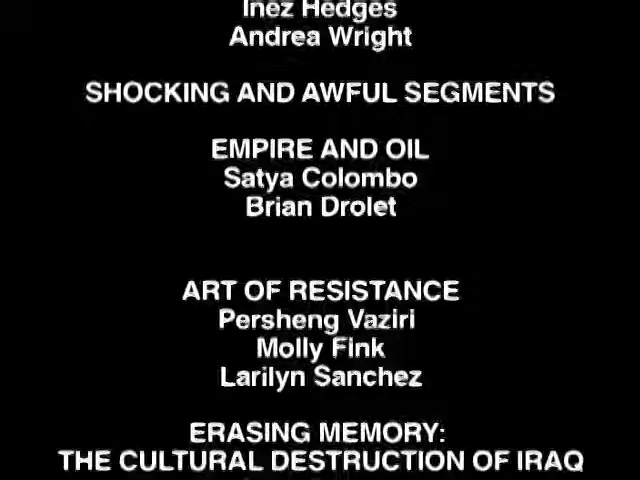 Inez Hedges
Andrea Wright
SHOCKING AND AWFUL SEGMENTS
EMPIRE AND OIL
Satya Colombo
Brian Drolet
ART OF RESISTANCE
Persheng Vaziri
Molly Fink
Larilyn Sanchez
ERASING MEMORY:
THE CULTURAL DESTRUCTION OF IRAQ